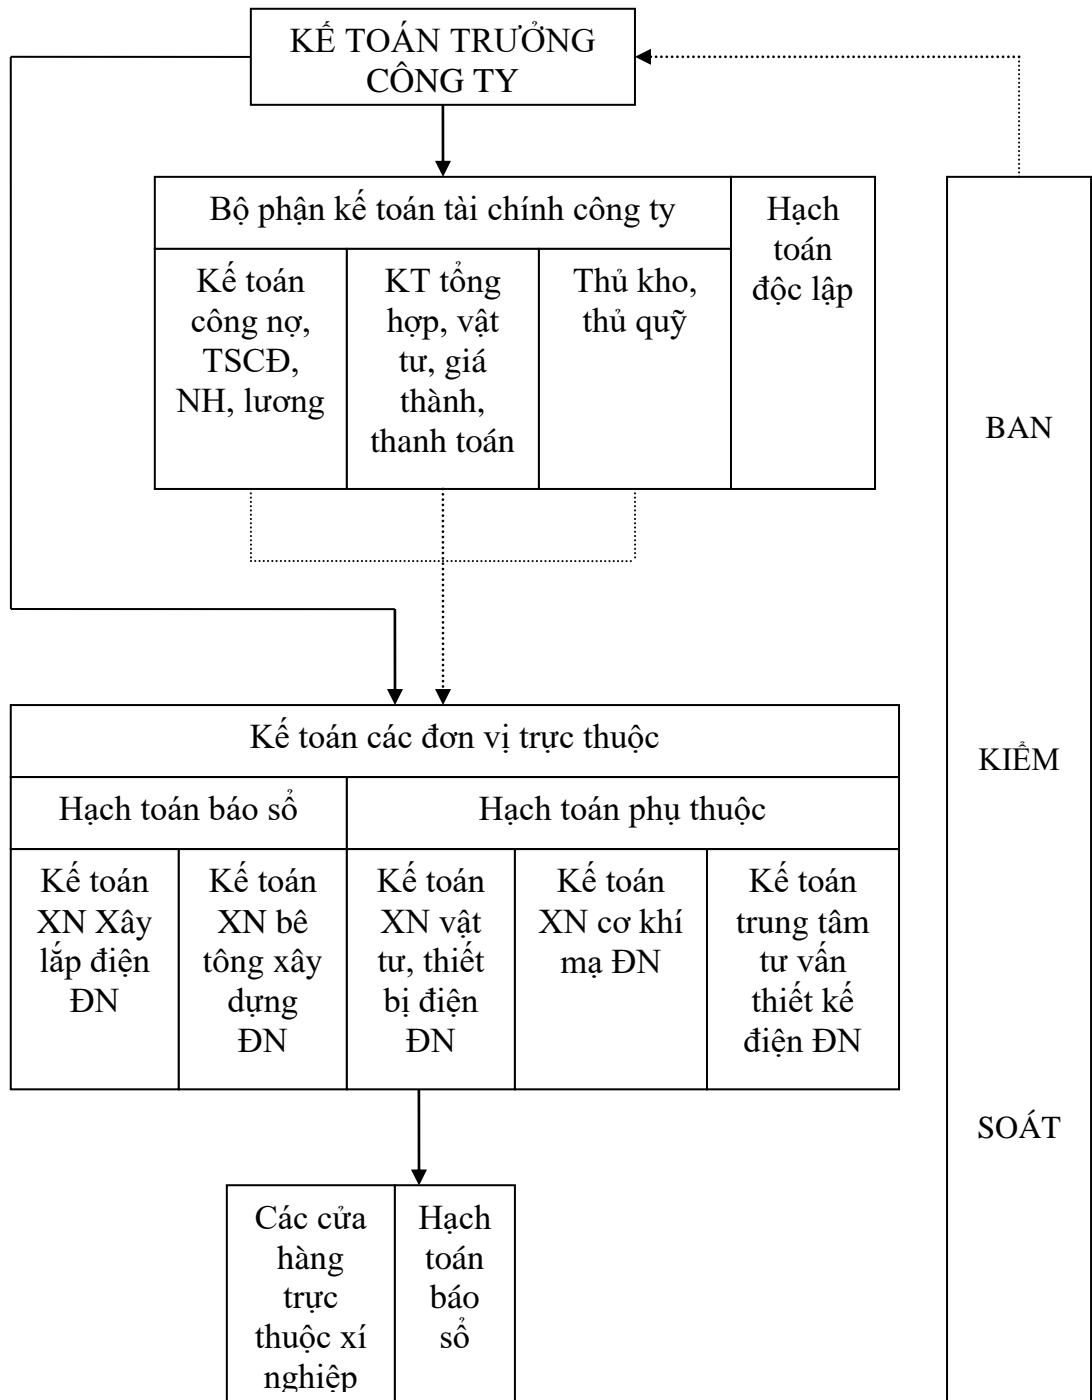 KẾ TOÁN TRƯỞNG
CÔNG TY
Bộ phận kế toán tài chính công ty
Hạch
toán
độc lập
Kế toán
công nợ,
TSCĐ,
NH, lương
KT tổng
hợp, vật
tư, giá
thành,
thanh toán
Thủ kho,
thủ quỹ
BAN
KIỂM
SOÁT
Kế toán các đơn vị trực thuộc
Hạch toán báo sổ
Hạch toán phụ thuộc
Kế toán
XN Xây
lắp điện
ĐN
Kế toán
XN bê
tông xây
dựng
ĐN
Kế toán
XN vật
tư, thiết
bị điện
ĐN
Kế toán
XN cơ khí
mạ ĐN
Kế toán
trung tâm
tư vấn
thiết kế
điện ĐN
Các cửa
hàng
trực
thuộc xí
nghiệp
Hạch
toán
báo
sổ